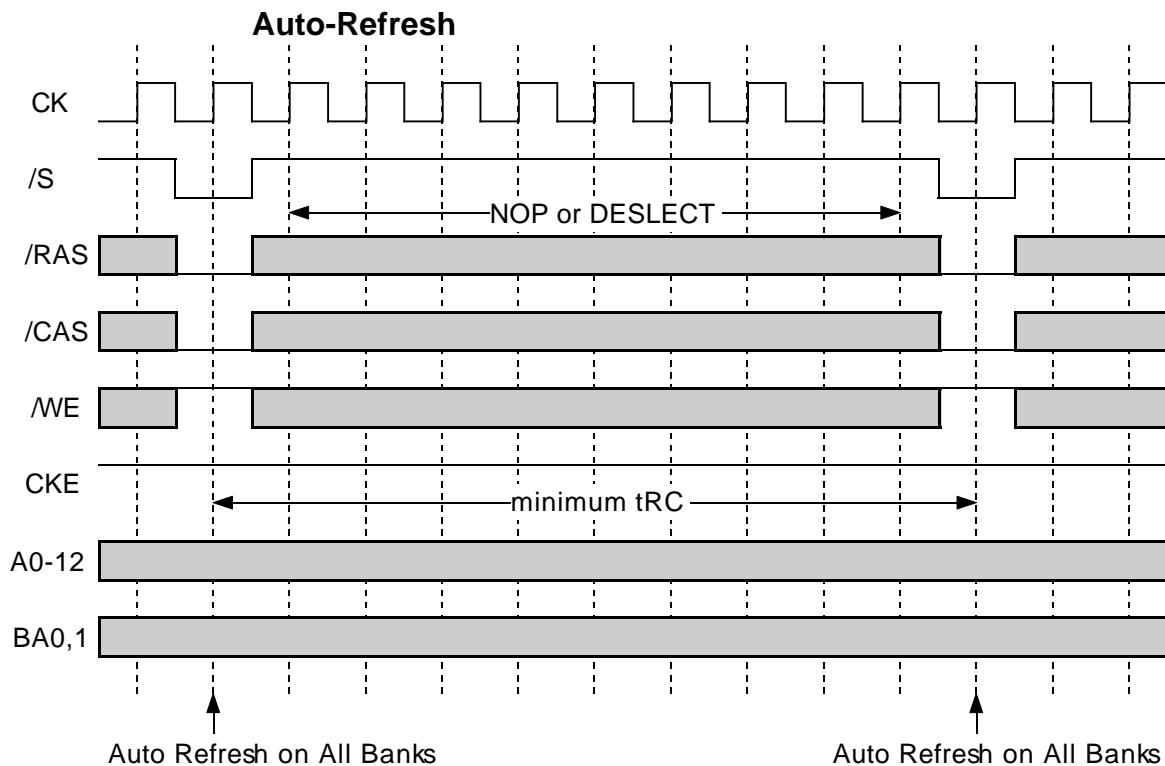 Auto-Refresh
CK
/S
NOP or DESLECT
/RAS
/CAS
/WE
CKE
minimum tRC
A0-12
BA0,1
Auto Refresh on All Banks
Auto Refresh on All Banks